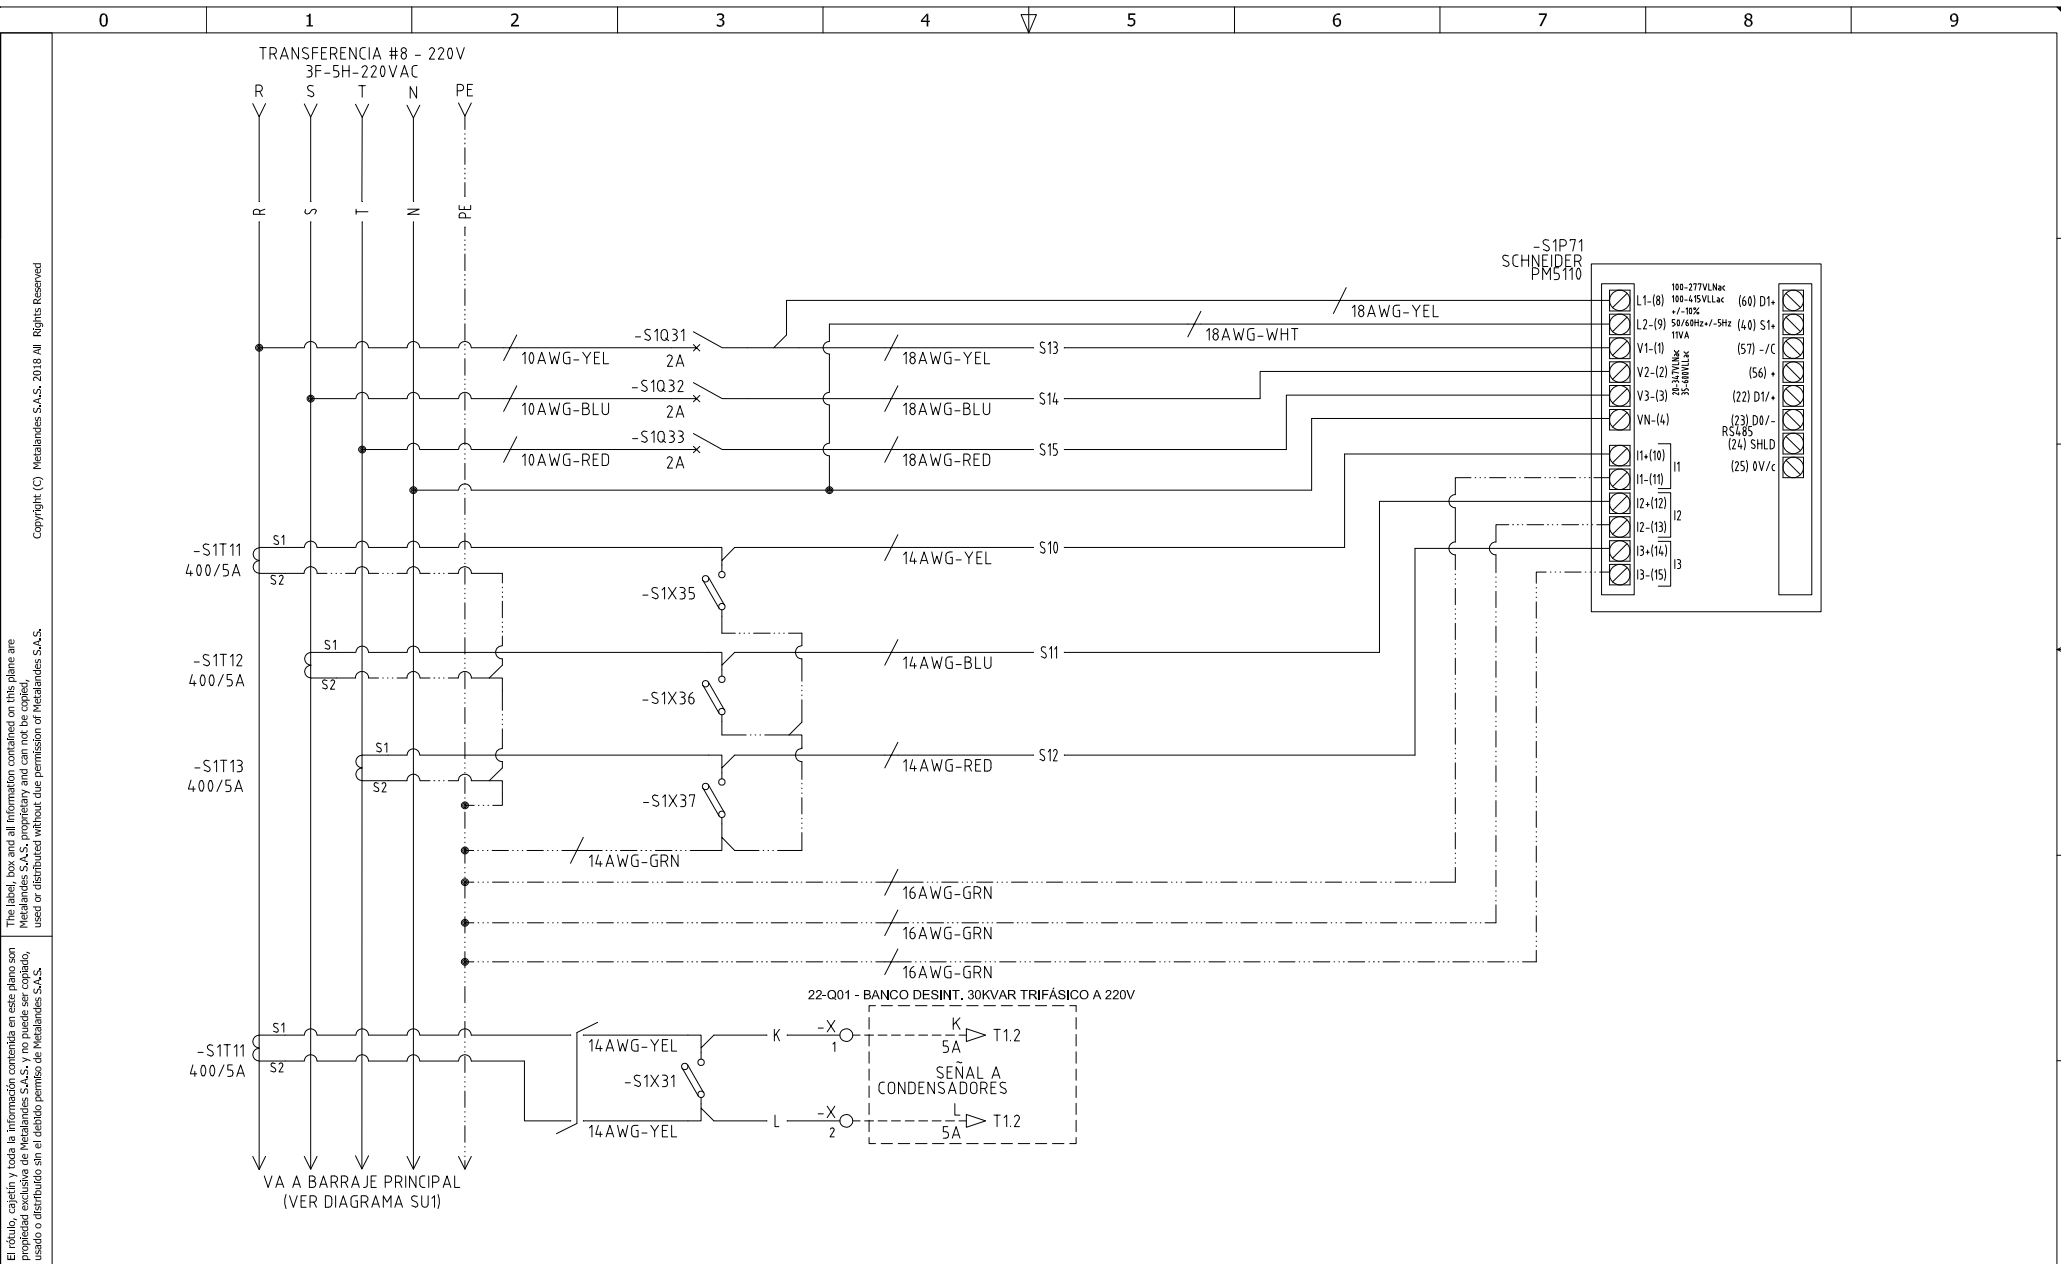 0 1 2 3 4 5 6 7 8 9
TRANSFERENCIA #8 - 220V
3F-5H-220VAC
R S T N PE
R S T N PE
-S1P71
SCHNEIDER
PM5110
L1-(8)
L2-(9)
V1-(1)
V2-(2)
V3-(3)
VN-(4)
I1+(10)
I1-(11)
I1
I2+(12)
I2-(13)
I2
I3+(14)
I3-(15)
I3
100-277VLNac
100-415VLLac
+/-10%
50/60Hz+/-5Hz
11VA
20-347VLNac
35-600VLLac
(60) D1+
(40) S1+
(57) -/C
(56) +
(22) D1/+
(23) D0/-
RS485
(24) SHLD
(25) 0V/c
18AWG-YEL
18AWG-WHT
10AWG-YEL
-S1Q31
2A
18AWG-YEL
S13
10AWG-BLU
-S1Q32
2A
18AWG-BLU
S14
10AWG-RED
-S1Q33
2A
18AWG-RED
S15
-S1T11
400/5A
S1
S2
-S1X35
14AWG-YEL
S10
-S1T12
400/5A
S1
S2
-S1X36
14AWG-BLU
S11
-S1T13
400/5A
S1
S2
-S1X37
14AWG-RED
S12
14AWG-GRN
16AWG-GRN
16AWG-GRN
16AWG-GRN
22-Q01 - BANCO DESINT. 30KVAR TRIFÁSICO A 220V
-S1T11
400/5A
S1
S2
14AWG-YEL
-S1X31
14AWG-YEL
K
-X
1
K
5A
T1.2
SEÑAL A
CONDENSADORES
L
-X
2
L
5A
T1.2
VA A BARRAJE PRINCIPAL
(VER DIAGRAMA SU1)
Copyright (C) Metalandes S.A.S. 2018 All Rights Reserved
The label, box and all information contained on this plane are
Metalandes S.A.S. proprietary and can not be copied,
used or distributed without due permission of Metalandes S.A.S.
El rótulo, cajetín y toda la información contenida en este plano son
propiedad exclusiva de Metalandes S.A.S. y no puede ser copiado,
usado o distribuido sin el debido permiso de Metalandes S.A.S.